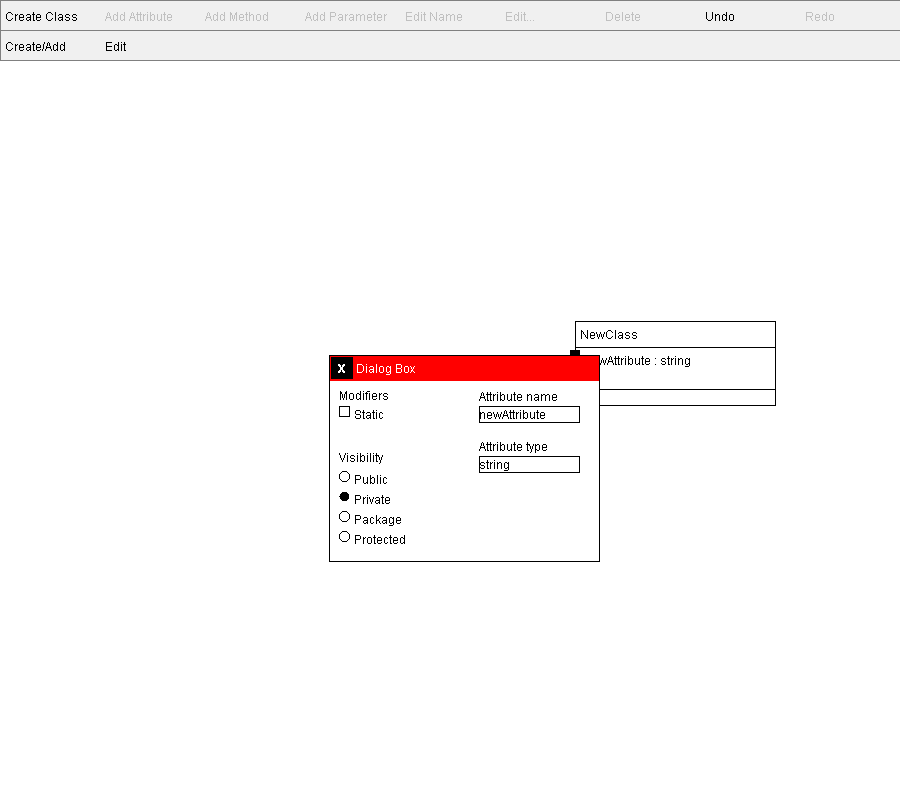 Create Class Add Attribute Add Method Add Parameter Edit Name Edit... Delete Undo Redo
Create/Add Edit
NewClass
wAttribute : string
X Dialog Box
Modifiers
Static
Visibility
Public
Private
Package
Protected
Attribute name
newAttribute
Attribute type
string